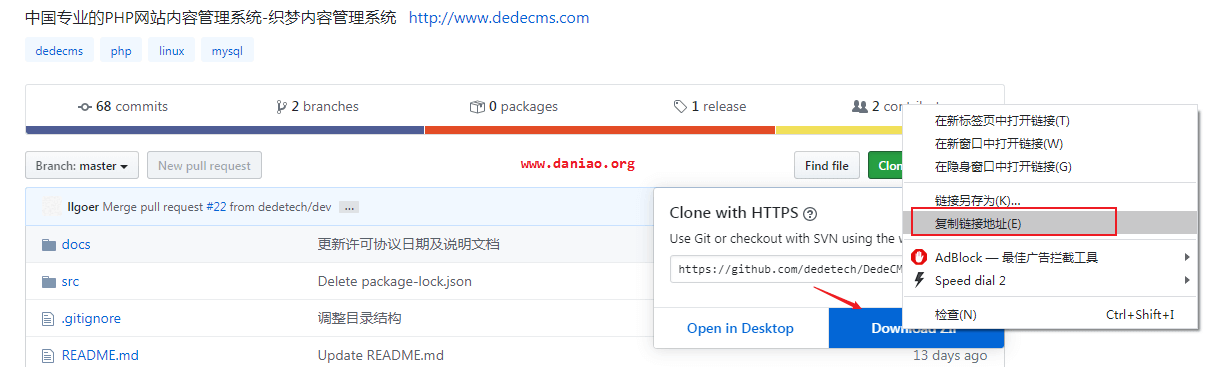 中国专业的PHP网站内容管理系统-织梦内容管理系统 http://www.dedecms.com
dedecms php linux mysql
68 commits 2 branches 0 packages 1 release 2
Branch: master New pull request www.daniao.org Find file
llgoer Merge pull request #22 from dedetech/dev ...
docs 更新许可协议日期及说明文档
src Delete package-lock.json
.gitignore 调整目录结构
README.md Update README.md 13 days ago
Clone with HTTPS ?
Use Git or checkout with SVN using the
https://github.com/dedetech/DedeCM
Open in Desktop Download ZIP
在新标签页中打开链接(T)
在新窗口中打开链接(W)
在隐身窗口中打开链接(G)
链接另存为(K)...
复制链接地址(E)
AdBlock — 最佳广告拦截工具
Speed dial 2
检查(N) Ctrl+Shift+I